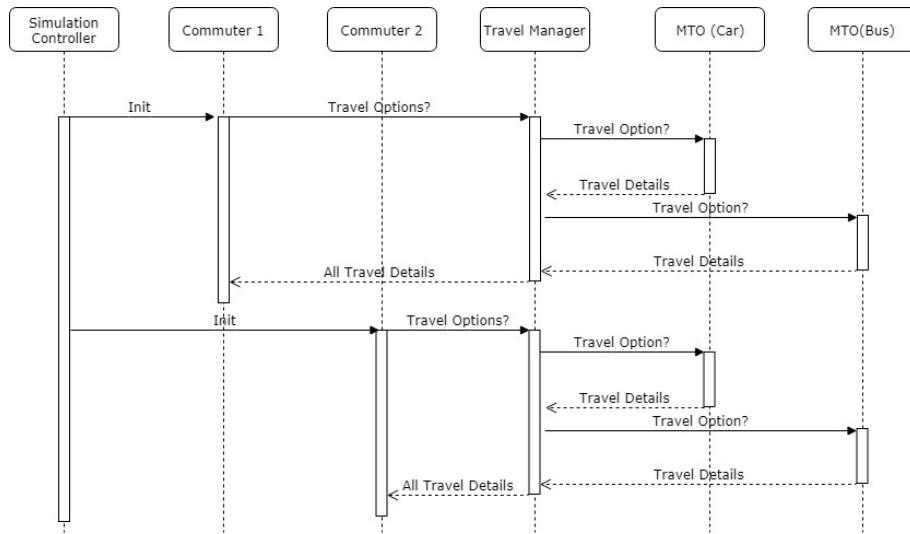 Simulation
Controller
Commuter 1
Commuter 2
Travel Manager
MTO (Car)
MTO(Bus)
Init
Travel Options?
Travel Option?
Travel Details
Travel Option?
Travel Details
All Travel Details
Init
Travel Options?
Travel Option?
Travel Details
Travel Option?
Travel Details
All Travel Details